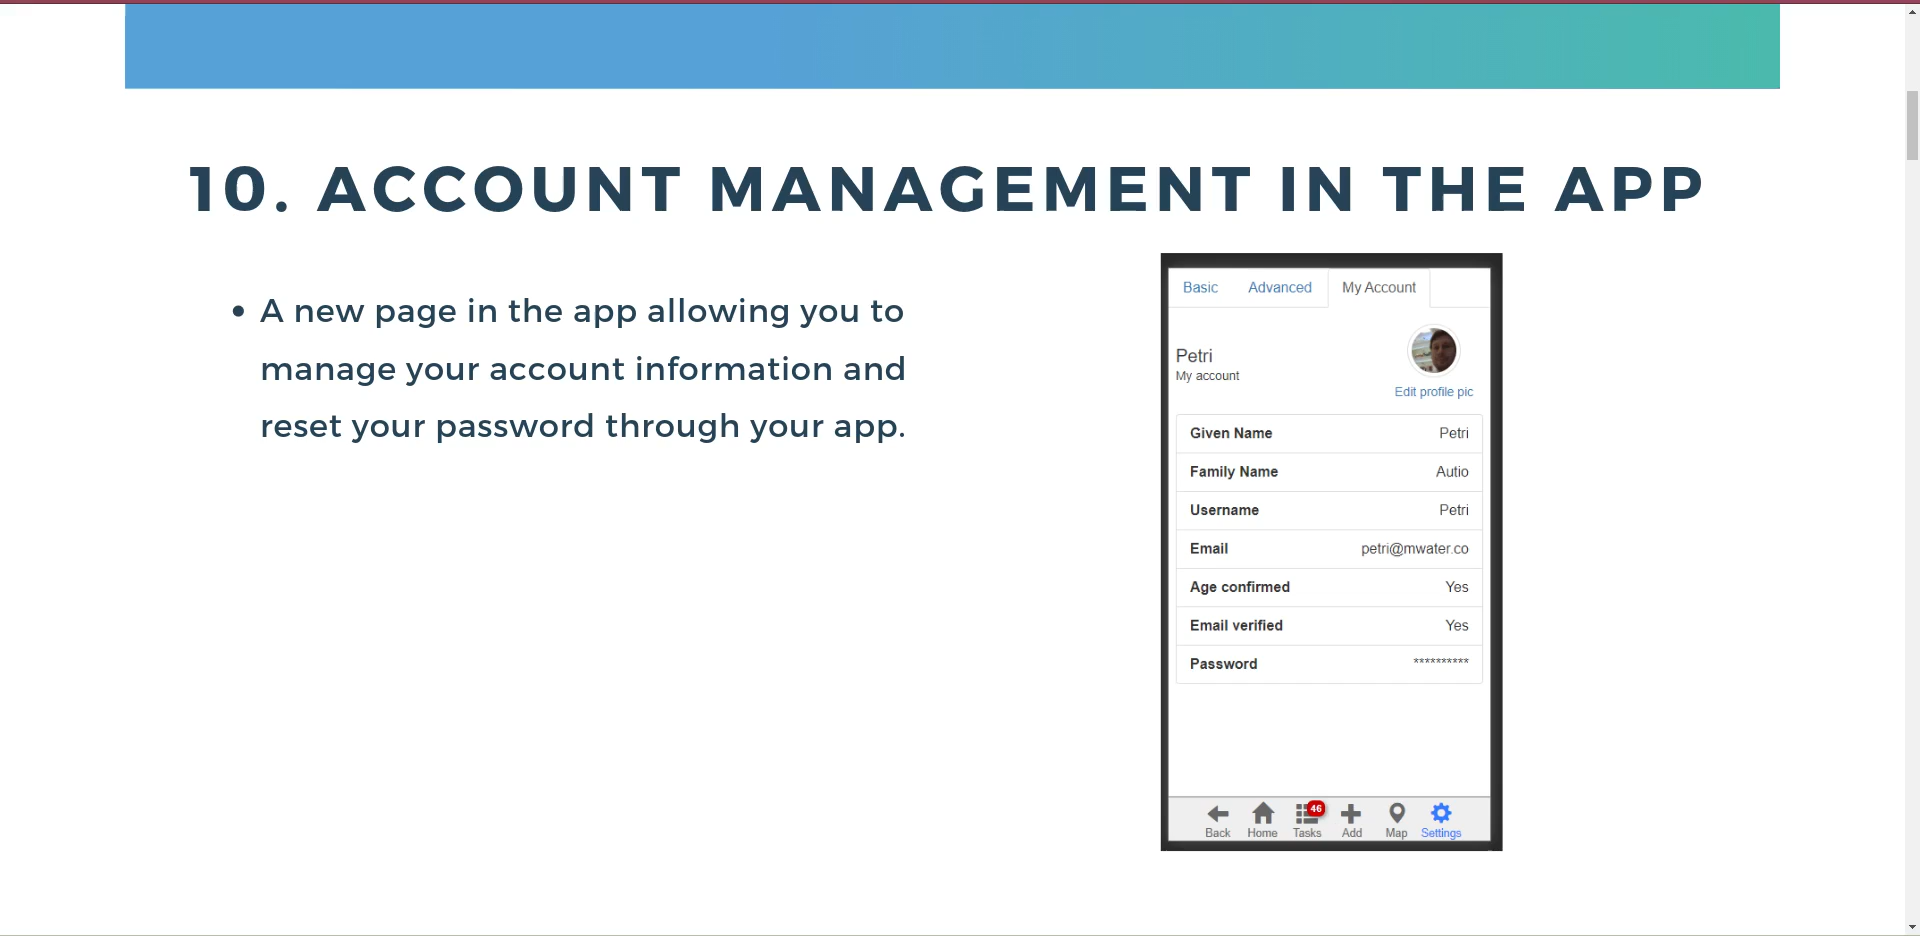 10. ACCOUNT MANAGEMENT IN THE APP
• A new page in the app allowing you to
manage your account information and
reset your password through your app.
Basic Advanced My Account
Petri
My account
Edit profile pic
Given Name Petri
Family Name Autio
Username Petri
Email petri@mwater.co
Age confirmed Yes
Email verified Yes
Password **********
46
Back Home Tasks Add Map Settings